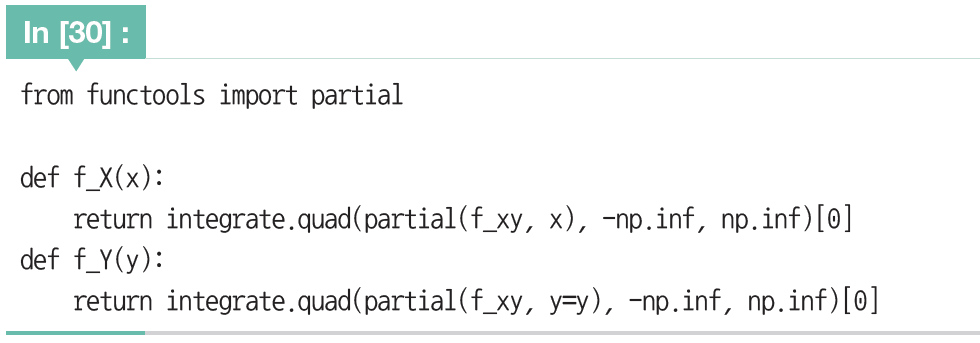 In [30] :
from functools import partial
def f_X(x):
    return integrate.quad(partial(f_xy, x), -np.inf, np.inf)[0]
def f_Y(y):
    return integrate.quad(partial(f_xy, y=y), -np.inf, np.inf)[0]